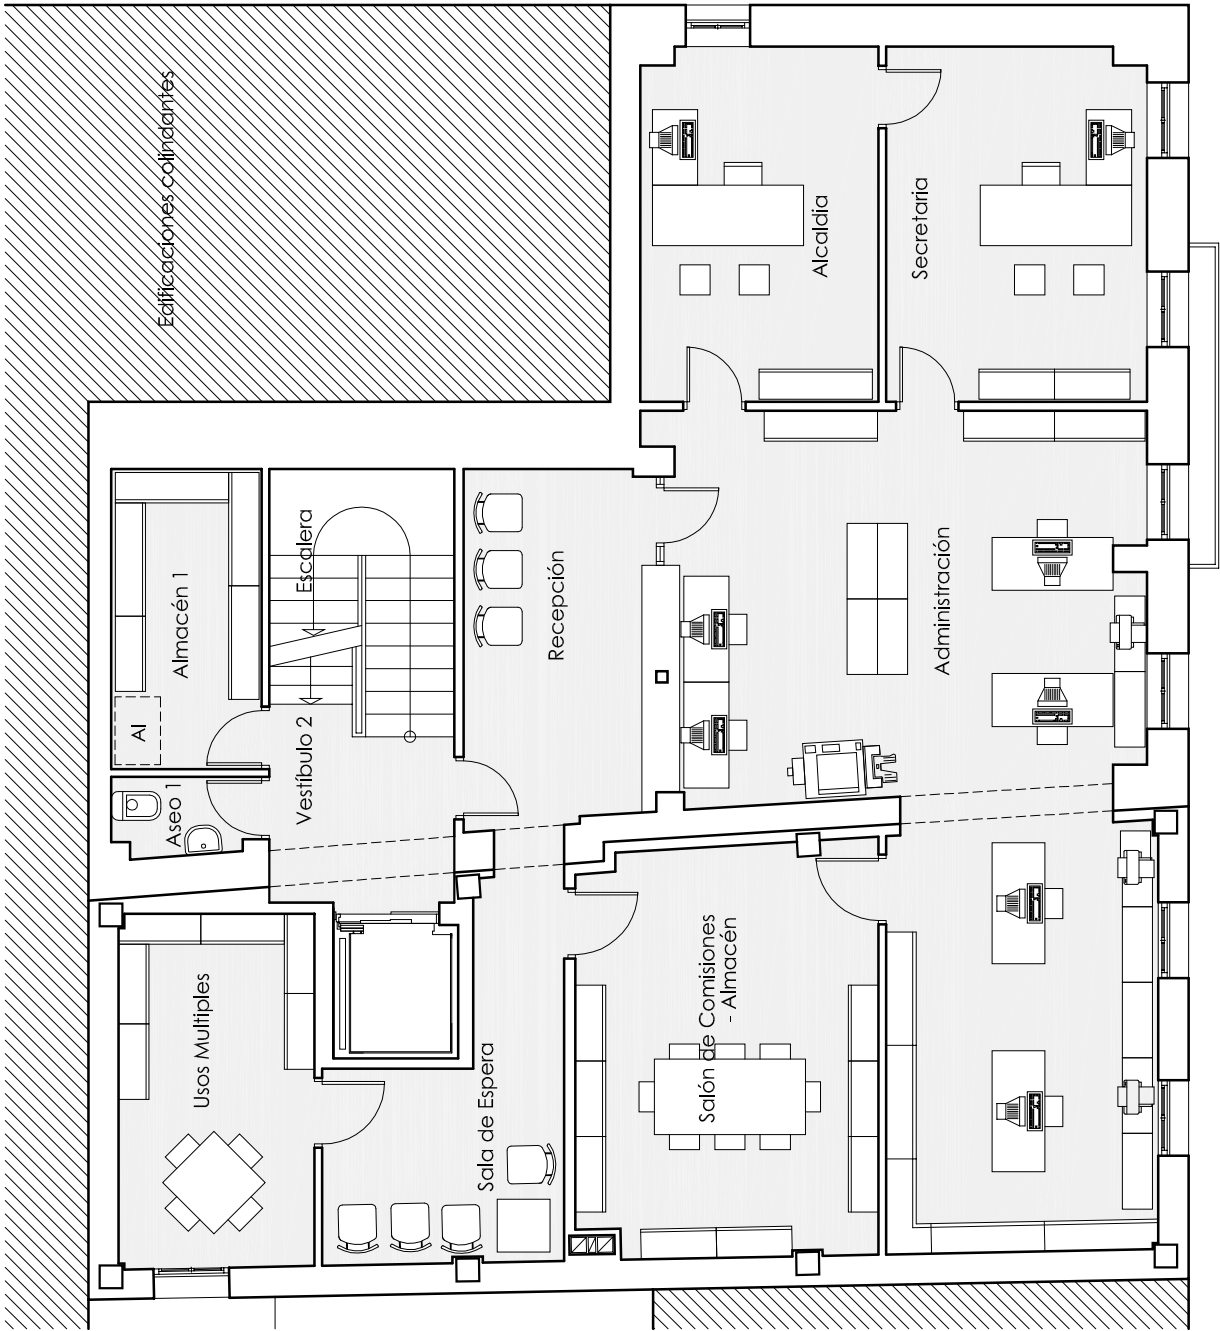 Edificaciones colindantes
Alcaldia
Secretaria
Almacén 1
AI
Escalera
Recepción
Administración
Aseo 1
Vestíbulo 2
Usos Multiples
Sala de Espera
Salón de Comisiones
- Almacén